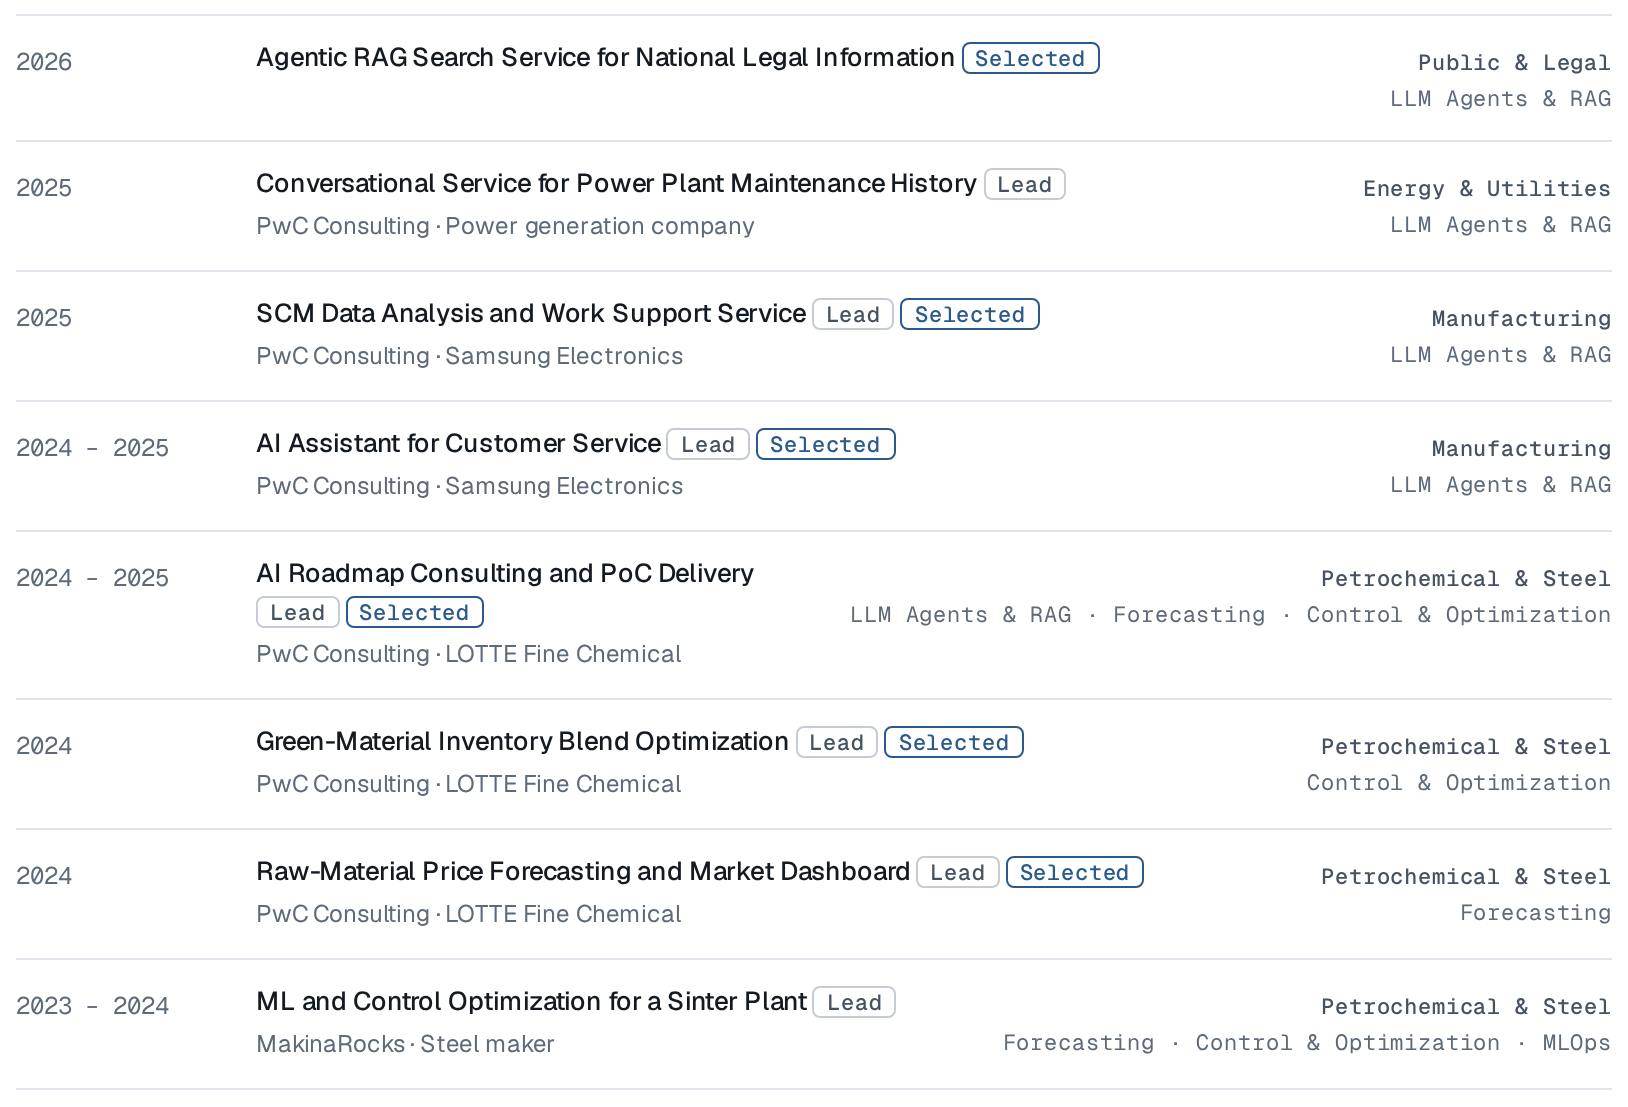 2026
Agentic RAG Search Service for National Legal Information Selected
Public & Legal
LLM Agents & RAG
2025
Conversational Service for Power Plant Maintenance History Lead
PwC Consulting · Power generation company
Energy & Utilities
LLM Agents & RAG
2025
SCM Data Analysis and Work Support Service Lead Selected
PwC Consulting · Samsung Electronics
Manufacturing
LLM Agents & RAG
2024 – 2025
AI Assistant for Customer Service Lead Selected
PwC Consulting · Samsung Electronics
Manufacturing
LLM Agents & RAG
2024 – 2025
AI Roadmap Consulting and PoC Delivery
Lead Selected
PwC Consulting · LOTTE Fine Chemical
Petrochemical & Steel
LLM Agents & RAG · Forecasting · Control & Optimization
2024
Green-Material Inventory Blend Optimization Lead Selected
PwC Consulting · LOTTE Fine Chemical
Petrochemical & Steel
Control & Optimization
2024
Raw-Material Price Forecasting and Market Dashboard Lead Selected
PwC Consulting · LOTTE Fine Chemical
Petrochemical & Steel
Forecasting
2023 – 2024
ML and Control Optimization for a Sinter Plant Lead
MakinaRocks · Steel maker
Petrochemical & Steel
Forecasting · Control & Optimization · MLOps